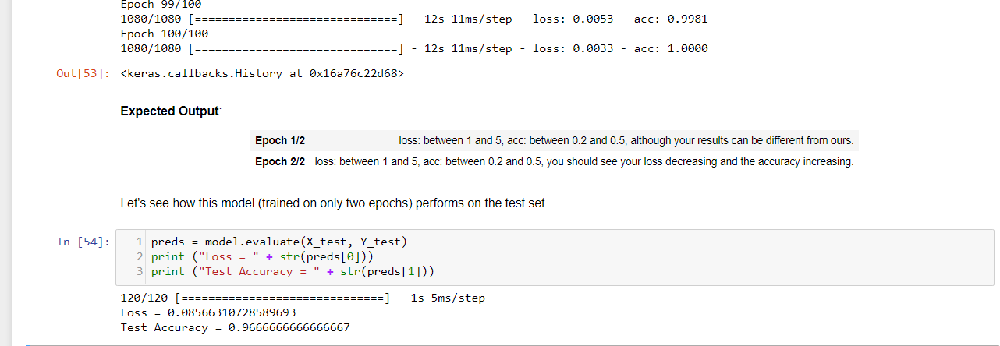 Epoch 99/100
1080/1080 [==============================] - 12s 11ms/step - loss: 0.0053 - acc: 0.9981
Epoch 100/100
1080/1080 [==============================] - 12s 11ms/step - loss: 0.0033 - acc: 1.0000
Out[53]: <keras.callbacks.History at 0x16a76c22d68>
Expected Output:
Epoch 1/2 loss: between 1 and 5, acc: between 0.2 and 0.5, although your results can be different from ours.
Epoch 2/2 loss: between 1 and 5, acc: between 0.2 and 0.5, you should see your loss decreasing and the accuracy increasing.
Let's see how this model (trained on only two epochs) performs on the test set.
In [54]: 1 preds = model.evaluate(X_test, Y_test)
2 print ("Loss = " + str(preds[0]))
3 print ("Test Accuracy = " + str(preds[1]))
120/120 [==============================] - 1s 5ms/step
Loss = 0.08566310728589693
Test Accuracy = 0.9666666666666667